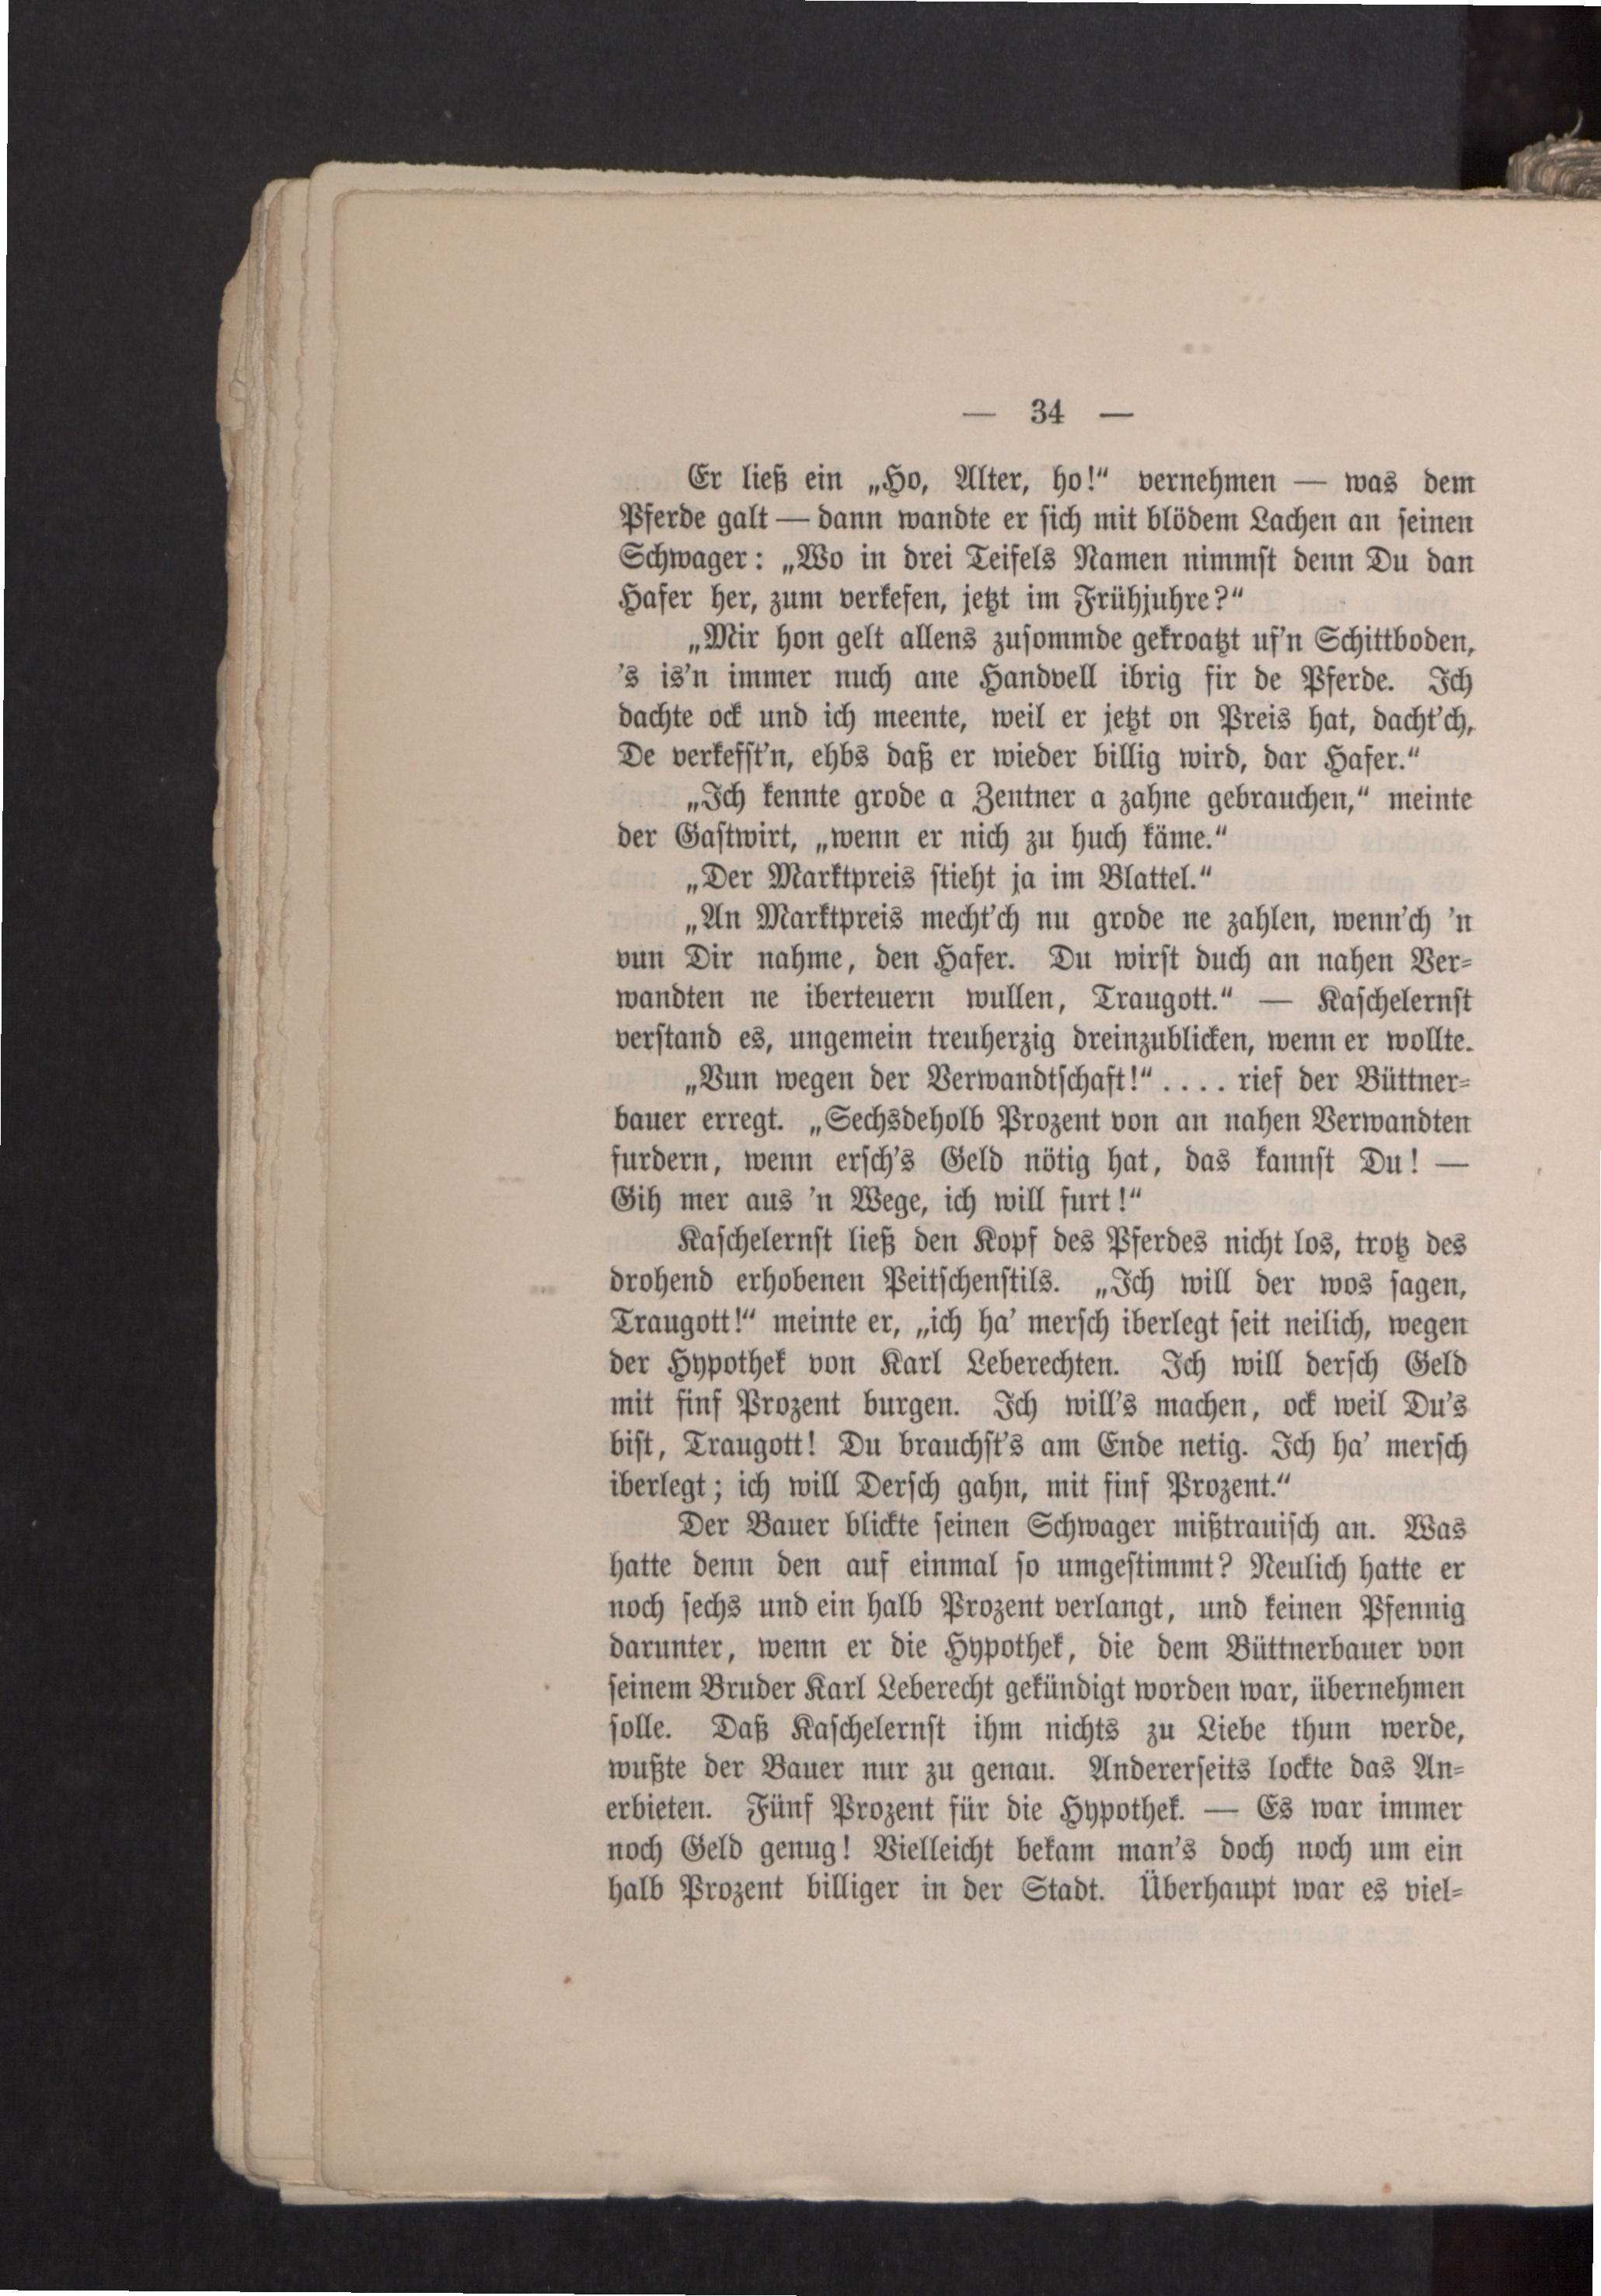 — 34 —
Er ließ ein „Ho, Alter, ho!“ vernehmen — was dem
Pferde galt — dann wandte er sich mit blödem Lachen an seinen
Schwager: „Wo in drei Teifels Namen nimmst denn Du dan
Hafer her, zum verkefen, jetzt im Frühjuhre?“
„Mir hon gelt allens zusommde gekroatzt uf'n Schittboden,
's is'n immer nuch ane Handvell ibrig fir de Pferde. Ich
dachte ock und ich meente, weil er jetzt on Preis hat, dacht'ch,
De verkefst'n, ehbs daß er wieder billig wird, dar Hafer.“
„Ich kennte grode a Zentner a zahne gebrauchen,“ meinte
der Gastwirt, „wenn er nich zu huch käme.“
„Der Marktpreis stieht ja im Blattel.“
„An Marktpreis mecht'ch nu grode ne zahlen, wenn'ch 'n
vun Dir nahme, den Hafer. Du wirst duch an nahen Ver-
wandten ne iberteuern wullen, Traugott.“ — Kaschelernst
verstand es, ungemein treuherzig dreinzublicken, wenn er wollte.
„Vun wegen der Verwandtschaft!“ .... rief der Büttner-
bauer erregt. „Sechsdeholb Prozent von an nahen Verwandten
furdern, wenn ersch's Geld nötig hat, das kannst Du! —
Gih mer aus 'n Wege, ich will furt!“
Kaschelernst ließ den Kopf des Pferdes nicht los, trotz des
drohend erhobenen Peitschenstils. „Ich will der wos sagen,
Traugott!“ meinte er, „ich ha' mersch iberlegt seit neilich, wegen
der Hypothek von Karl Leberechten. Ich will dersch Geld
mit finf Prozent burgen. Ich will's machen, ock weil Du's
bist, Traugott! Du brauchst's am Ende netig. Ich ha' mersch
iberlegt; ich will Dersch gahn, mit finf Prozent.“
Der Bauer blickte seinen Schwager mißtrauisch an. Was
hatte denn den auf einmal so umgestimmt? Neulich hatte er
noch sechs und ein halb Prozent verlangt, und keinen Pfennig
darunter, wenn er die Hypothek, die dem Büttnerbauer von
seinem Bruder Karl Leberecht gekündigt worden war, übernehmen
solle. Daß Kaschelernst ihm nichts zu Liebe thun werde,
wußte der Bauer nur zu genau. Andererseits lockte das An-
erbieten. Fünf Prozent für die Hypothek. — Es war immer
noch Geld genug! Vielleicht bekam man's doch noch um ein
halb Prozent billiger in der Stadt. Überhaupt war es viel-